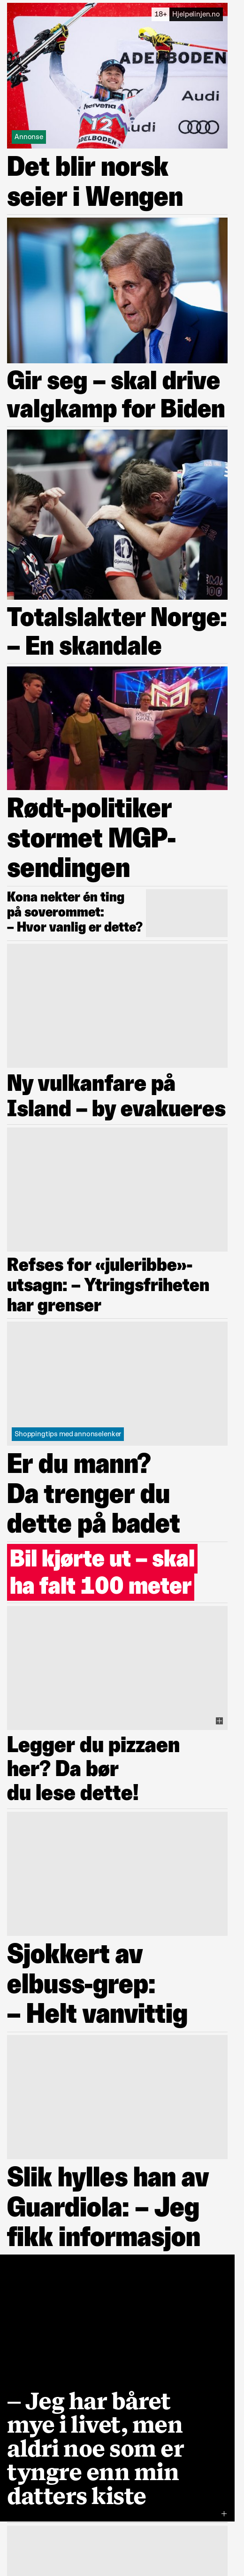 18+ Hjelpelinjen.no
ADELBODEN
Audi
Audi
helvetia
12
ADELBODEN
Annonse
Det blir norsk
seier i Wengen
Gir seg – skal drive
valgkamp for Biden
Totalslakter Norge:
– En skandale
Rødt-politiker
stormet MGP-
sendingen
Kona nekter én ting
på soverommet:
– Hvor vanlig er dette?
Ny vulkanfare på
Island – by evakueres
Refses for «juleribbe»-
utsagn: – Ytringsfriheten
har grenser
Shoppingtips med annonselenker
Er du mann?
Da trenger du
dette på badet
Bil kjørte ut – skal
ha falt 100 meter
Legger du pizzaen
her? Da bør
du lese dette!
Sjokkert av
elbuss-grep:
– Helt vanvittig
Slik hylles han av
Guardiola: – Jeg
fikk informasjon
– Jeg har båret
mye i livet, men
aldri noe som er
tyngre enn min
datters kiste